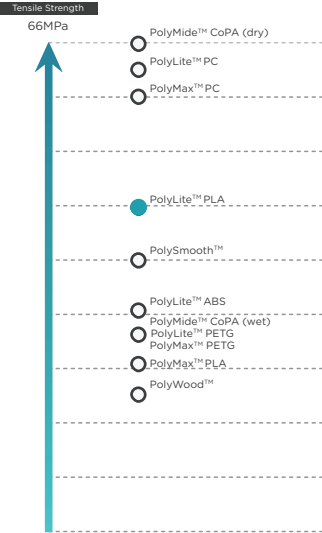 Tensile Strength
66MPa
PolyMide™ CoPA (dry)
PolyLite™ PC
PolyMax™ PC
PolyLite™ PLA
PolySmooth™
PolyLite™ ABS
PolyMide™ CoPA (wet)
PolyLite™ PETG
PolyMax™ PETG
PolyMax™ PLA
PolyWood™